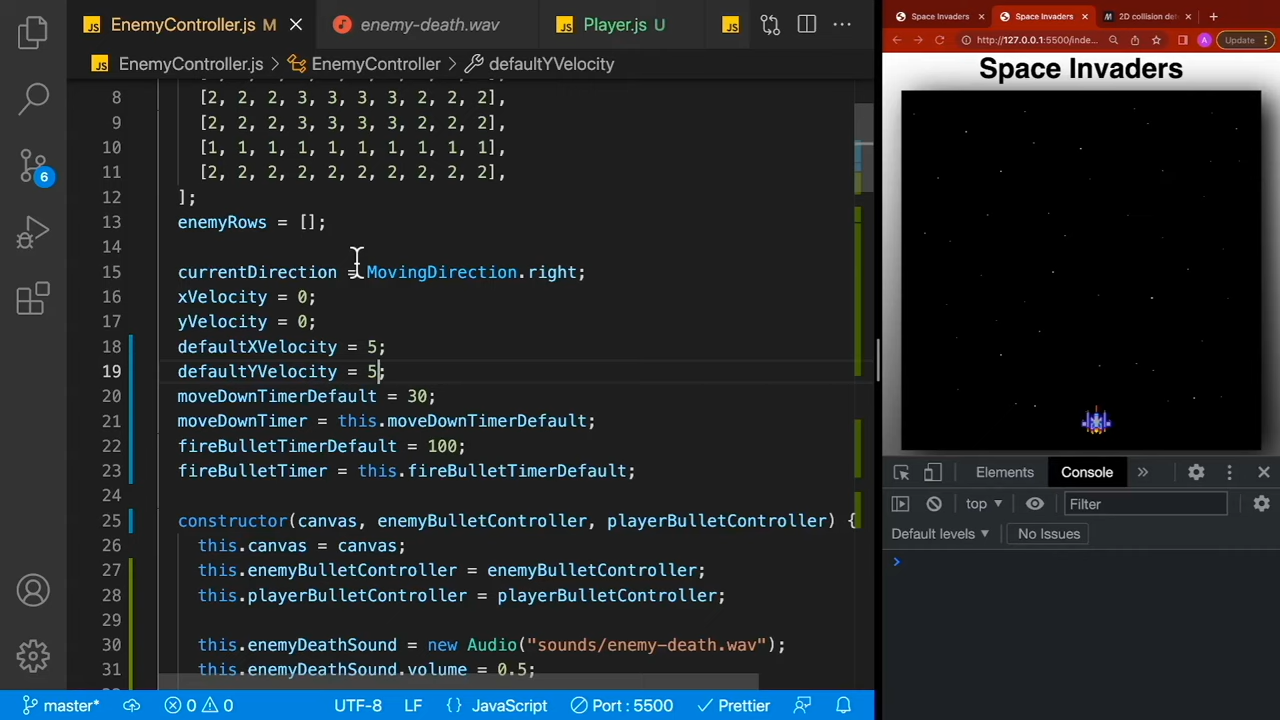 EnemyController.js M
enemy-death.wav
Player.js U
EnemyController.js > EnemyController > defaultYVelocity
8 [2, 2, 2, 3, 3, 3, 3, 2, 2, 2],
9 [2, 2, 2, 3, 3, 3, 3, 2, 2, 2],
10 [1, 1, 1, 1, 1, 1, 1, 1, 1, 1],
11 [2, 2, 2, 2, 2, 2, 2, 2, 2, 2],
12 ];
13 enemyRows = [];
14
15 currentDirection = MovingDirection.right;
16 xVelocity = 0;
17 yVelocity = 0;
18 defaultXVelocity = 5;
19 defaultYVelocity = 5;
20 moveDownTimerDefault = 30;
21 moveDownTimer = this.moveDownTimerDefault;
22 fireBulletTimerDefault = 100;
23 fireBulletTimer = this.fireBulletTimerDefault;
24
25 constructor(canvas, enemyBulletController, playerBulletController) {
26 this.canvas = canvas;
27 this.enemyBulletController = enemyBulletController;
28 this.playerBulletController = playerBulletController;
29
30 this.enemyDeathSound = new Audio("sounds/enemy-death.wav");
31 this.enemyDeathSound.volume = 0.5;
6
master* 0 0 UTF-8 LF {} JavaScript Port : 5500 Prettier
Space Invaders
Space Invaders
2D collision det
http://127.0.0.1:5500/inde...
A
Update
Space Invaders
Elements Console
top Filter
Default levels No Issues